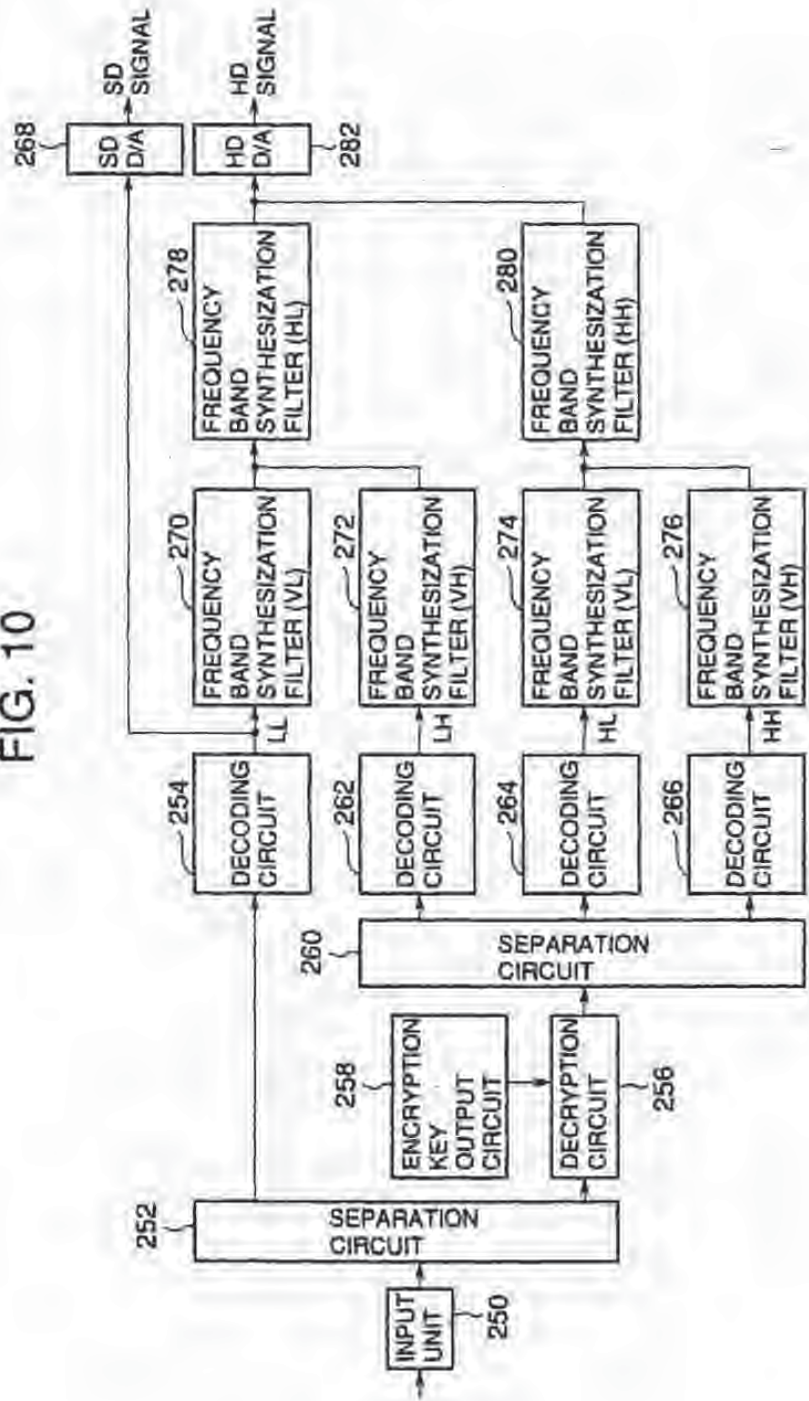 FIG. 10
INPUT
UNIT
250
252
SEPARATION
CIRCUIT
258
ENCRYPTION
KEY
OUTPUT
CIRCUIT
DECRYPTION
CIRCUIT
256
260
SEPARATION
CIRCUIT
254
DECODING
CIRCUIT
LL
262
DECODING
CIRCUIT
LH
264
DECODING
CIRCUIT
HL
266
DECODING
CIRCUIT
HH
270
FREQUENCY
BAND
SYNTHESIZATION
FILTER (VL)
272
FREQUENCY
BAND
SYNTHESIZATION
FILTER (VH)
274
FREQUENCY
BAND
SYNTHESIZATION
FILTER (VL)
276
FREQUENCY
BAND
SYNTHESIZATION
FILTER (VH)
278
FREQUENCY
BAND
SYNTHESIZATION
FILTER (HL)
280
FREQUENCY
BAND
SYNTHESIZATION
FILTER (HH)
268
SD
D/A
SD
SIGNAL
HD
D/A
282
HD
SIGNAL